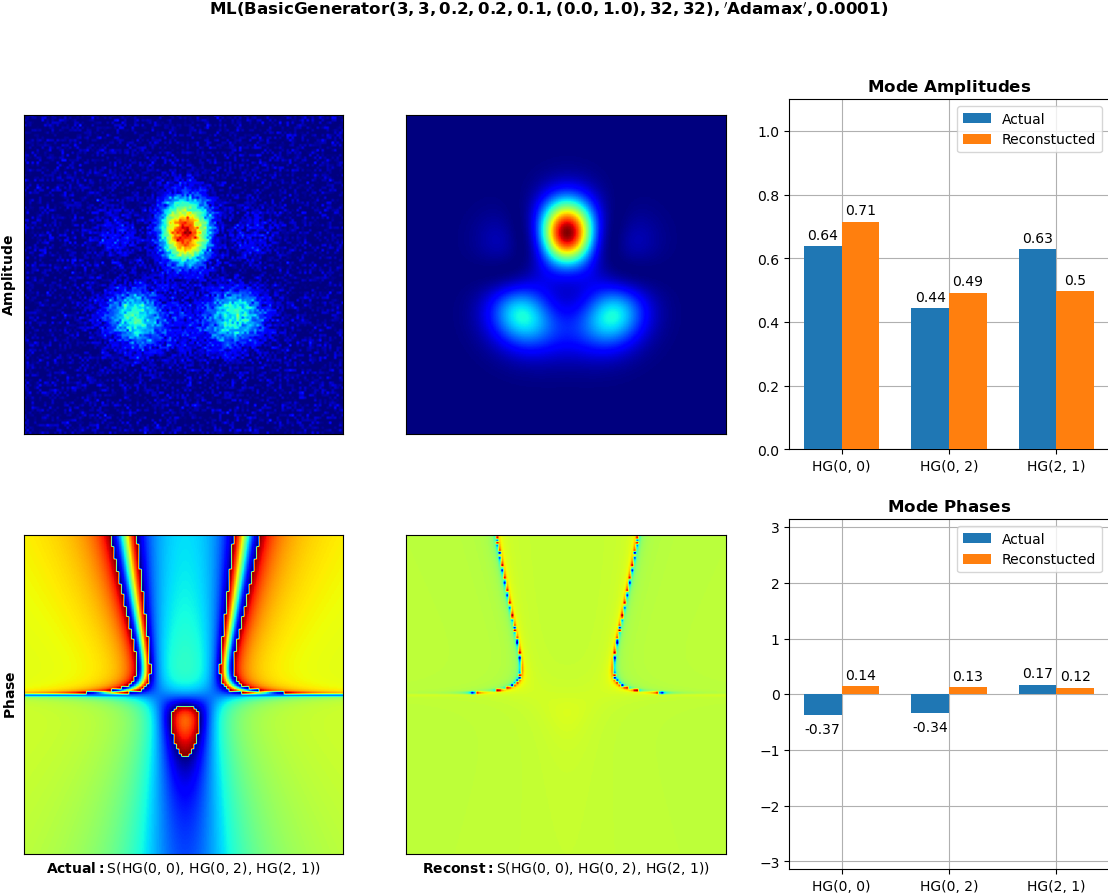 ML(BasicGenerator(3, 3, 0.2, 0.2, 0.1, (0.0, 1.0), 32, 32), ′Adamax′, 0.0001)
Amplitude
Mode Amplitudes
Actual
Reconstucted
1.0
0.8
0.6
0.4
0.2
0.0
0.64
0.71
0.44
0.49
0.63
0.5
HG(0, 0)
HG(0, 2)
HG(2, 1)
Phase
Actual: S(HG(0, 0), HG(0, 2), HG(2, 1))
Reconst: S(HG(0, 0), HG(0, 2), HG(2, 1))
Mode Phases
Actual
Reconstucted
3
2
1
0
−1
−2
−3
-0.37
0.14
-0.34
0.13
0.17
0.12
HG(0, 0)
HG(0, 2)
HG(2, 1)